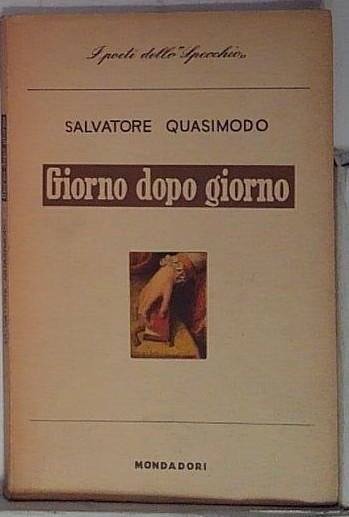 I poeti dello "Specchio"
SALVATORE QUASIMODO
Giorno dopo giorno
MONDADORI